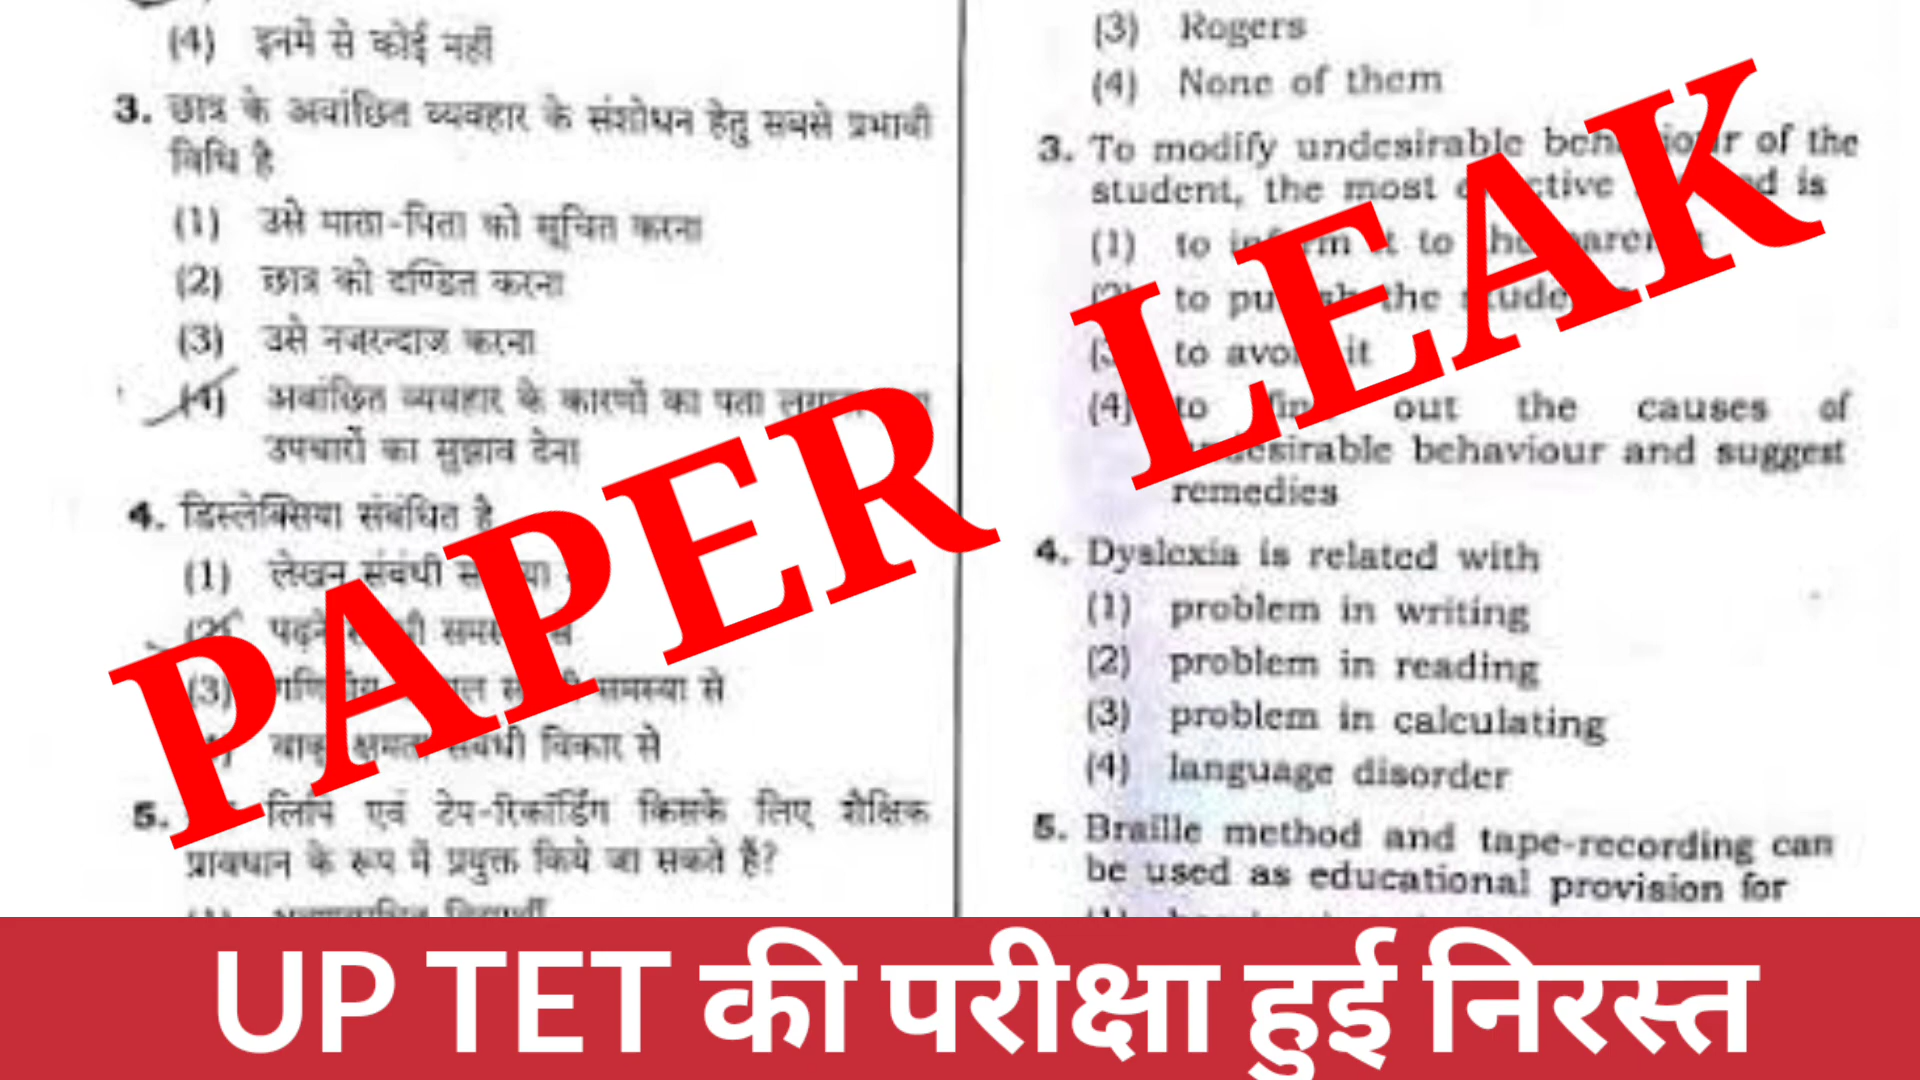 (4) इनमें से कोई नहीं
3. छात्र के अवांछित व्यवहार के संशोधन हेतु सबसे प्रभावी
विधि है
(1) उसे माता-पिता को सूचित करना
(2) छात्र को दण्डित करना
(3) उसे नजरन्दाज करना
(4) अवांछित व्यवहार के कारणों का पता
उपचारों का सुझाव देना
4. डिस्लेक्सिया संबंधित है
(1) लेखन संबंधी
(2) पढ़ने
(3) समस्या से
वाक् क्षमता संबंधी विकार से
5. लिपि एवं टेप-रिकॉर्डिंग किसके लिए शैक्षिक
प्रावधान के रूप में प्रयुक्त किये जा सकते हैं?
(3) Rogers
(4) None of them
3. To modify undesirable of the
student, the most is
(1) to to
(2) to the
to it
(4) to out the causes of
behaviour and suggest
remedies
4. Dyslexia is related with
(1) problem in writing
(2) problem in reading
(3) problem in calculating
(4) language disorder
5. Braille method and tape-recording can
be used as educational provision for
PAPER LEAK
UP TET की परीक्षा हुई निरस्त